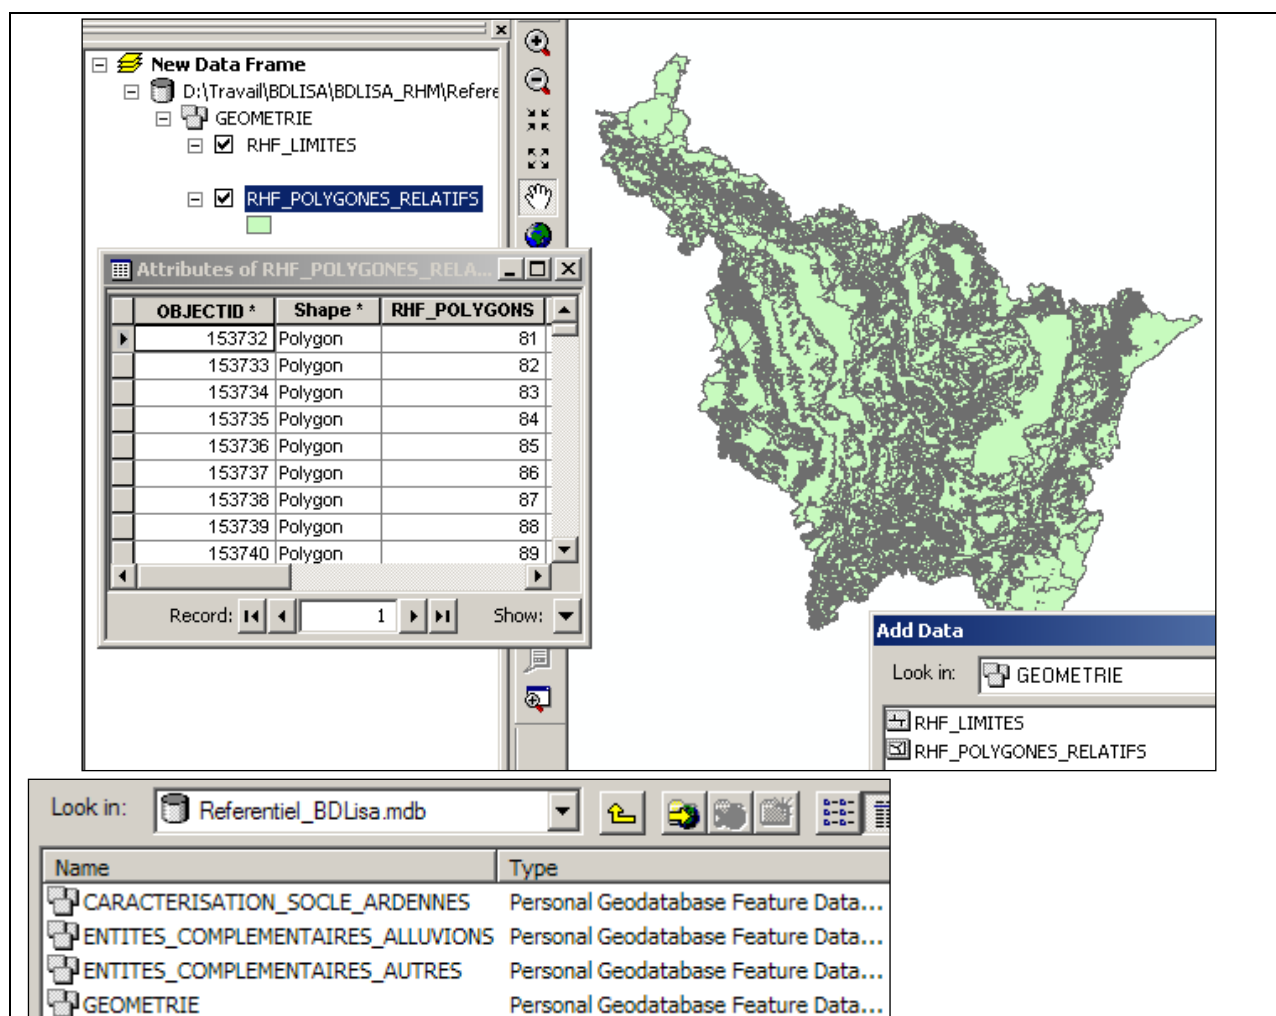 New Data Frame
D:\Travail\BDLISA\BDLISA_RHM\Refere
GEOMETRIE
RHF_LIMITES
RHF_POLYGONES_RELATIFS
Attributes of RHF_POLYGONES_RELA...
OBJECTID * Shape * RHF_POLYGONS
153732 Polygon 81
153733 Polygon 82
153734 Polygon 83
153735 Polygon 84
153736 Polygon 85
153737 Polygon 86
153738 Polygon 87
153739 Polygon 88
153740 Polygon 89
Record: 1 Show:
Add Data
Look in: GEOMETRIE
RHF_LIMITES
RHF_POLYGONES_RELATIFS
Look in: Referentiel_BDLisa.mdb
Name Type
CARACTERISATION_SOCLE_ARDENNES Personal Geodatabase Feature Data...
ENTITES_COMPLEMENTAIRES_ALLUVIONS Personal Geodatabase Feature Data...
ENTITES_COMPLEMENTAIRES_AUTRES Personal Geodatabase Feature Data...
GEOMETRIE Personal Geodatabase Feature Data...